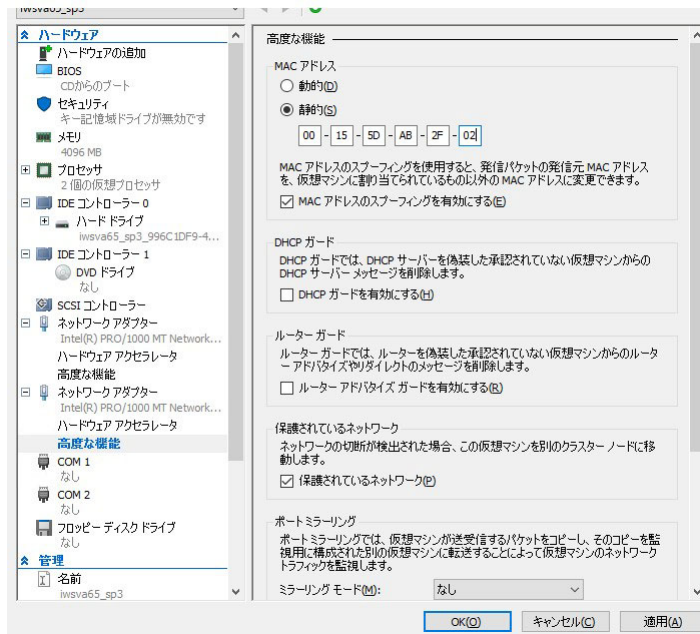 iwsva65_sp3
ハードウェア
ハードウェアの追加
BIOS
CDからのブート
セキュリティ
キー記憶域ドライブが無効です
メモリ
4096 MB
プロセッサ
2 個の仮想プロセッサ
IDE コントローラー 0
ハード ドライブ
iwsva65_sp3_996C1DF9-4...
IDE コントローラー 1
DVD ドライブ
なし
SCSI コントローラー
ネットワーク アダプター
Intel(R) PRO/1000 MT Network...
ハードウェア アクセラレータ
高度な機能
ネットワーク アダプター
Intel(R) PRO/1000 MT Network...
ハードウェア アクセラレータ
高度な機能
COM 1
なし
COM 2
なし
フロッピー ディスク ドライブ
なし
管理
名前
iwsva65_sp3
高度な機能
MAC アドレス
動的(D)
静的(S)
00 - 15 - 5D - AB - 2F - 02
MAC アドレスのスプーフィングを使用すると、発信元パケットの発信元 MAC アドレス
を、仮想マシンに割り当てられているもの以外の MAC アドレスに変更できます。
MAC アドレスのスプーフィングを有効にする(E)
DHCP ガード
DHCP ガードでは、DHCP サーバーを偽装した承認されていない仮想マシンからの
DHCP サーバー メッセージを削除します。
DHCP ガードを有効にする(H)
ルーター ガード
ルーター ガードでは、ルーターを偽装した承認されていない仮想マシンからのルータ
ー アドバタイズやリダイレクトのメッセージを削除します。
ルーター アドバタイズ ガードを有効にする(R)
保護されているネットワーク
ネットワークの切断が検出された場合、この仮想マシンを別のクラスター ノードに移
動します。
保護されているネットワーク(P)
ポート ミラーリング
ポート ミラーリングでは、仮想マシンが送受信するパケットをコピーし、そのコピーを監
視用に構成された別の仮想マシンに転送することによって仮想マシンのネットワーク
トラフィックを監視します。
ミラーリング モード(M):
なし
OK(O)
キャンセル(C)
適用(A)